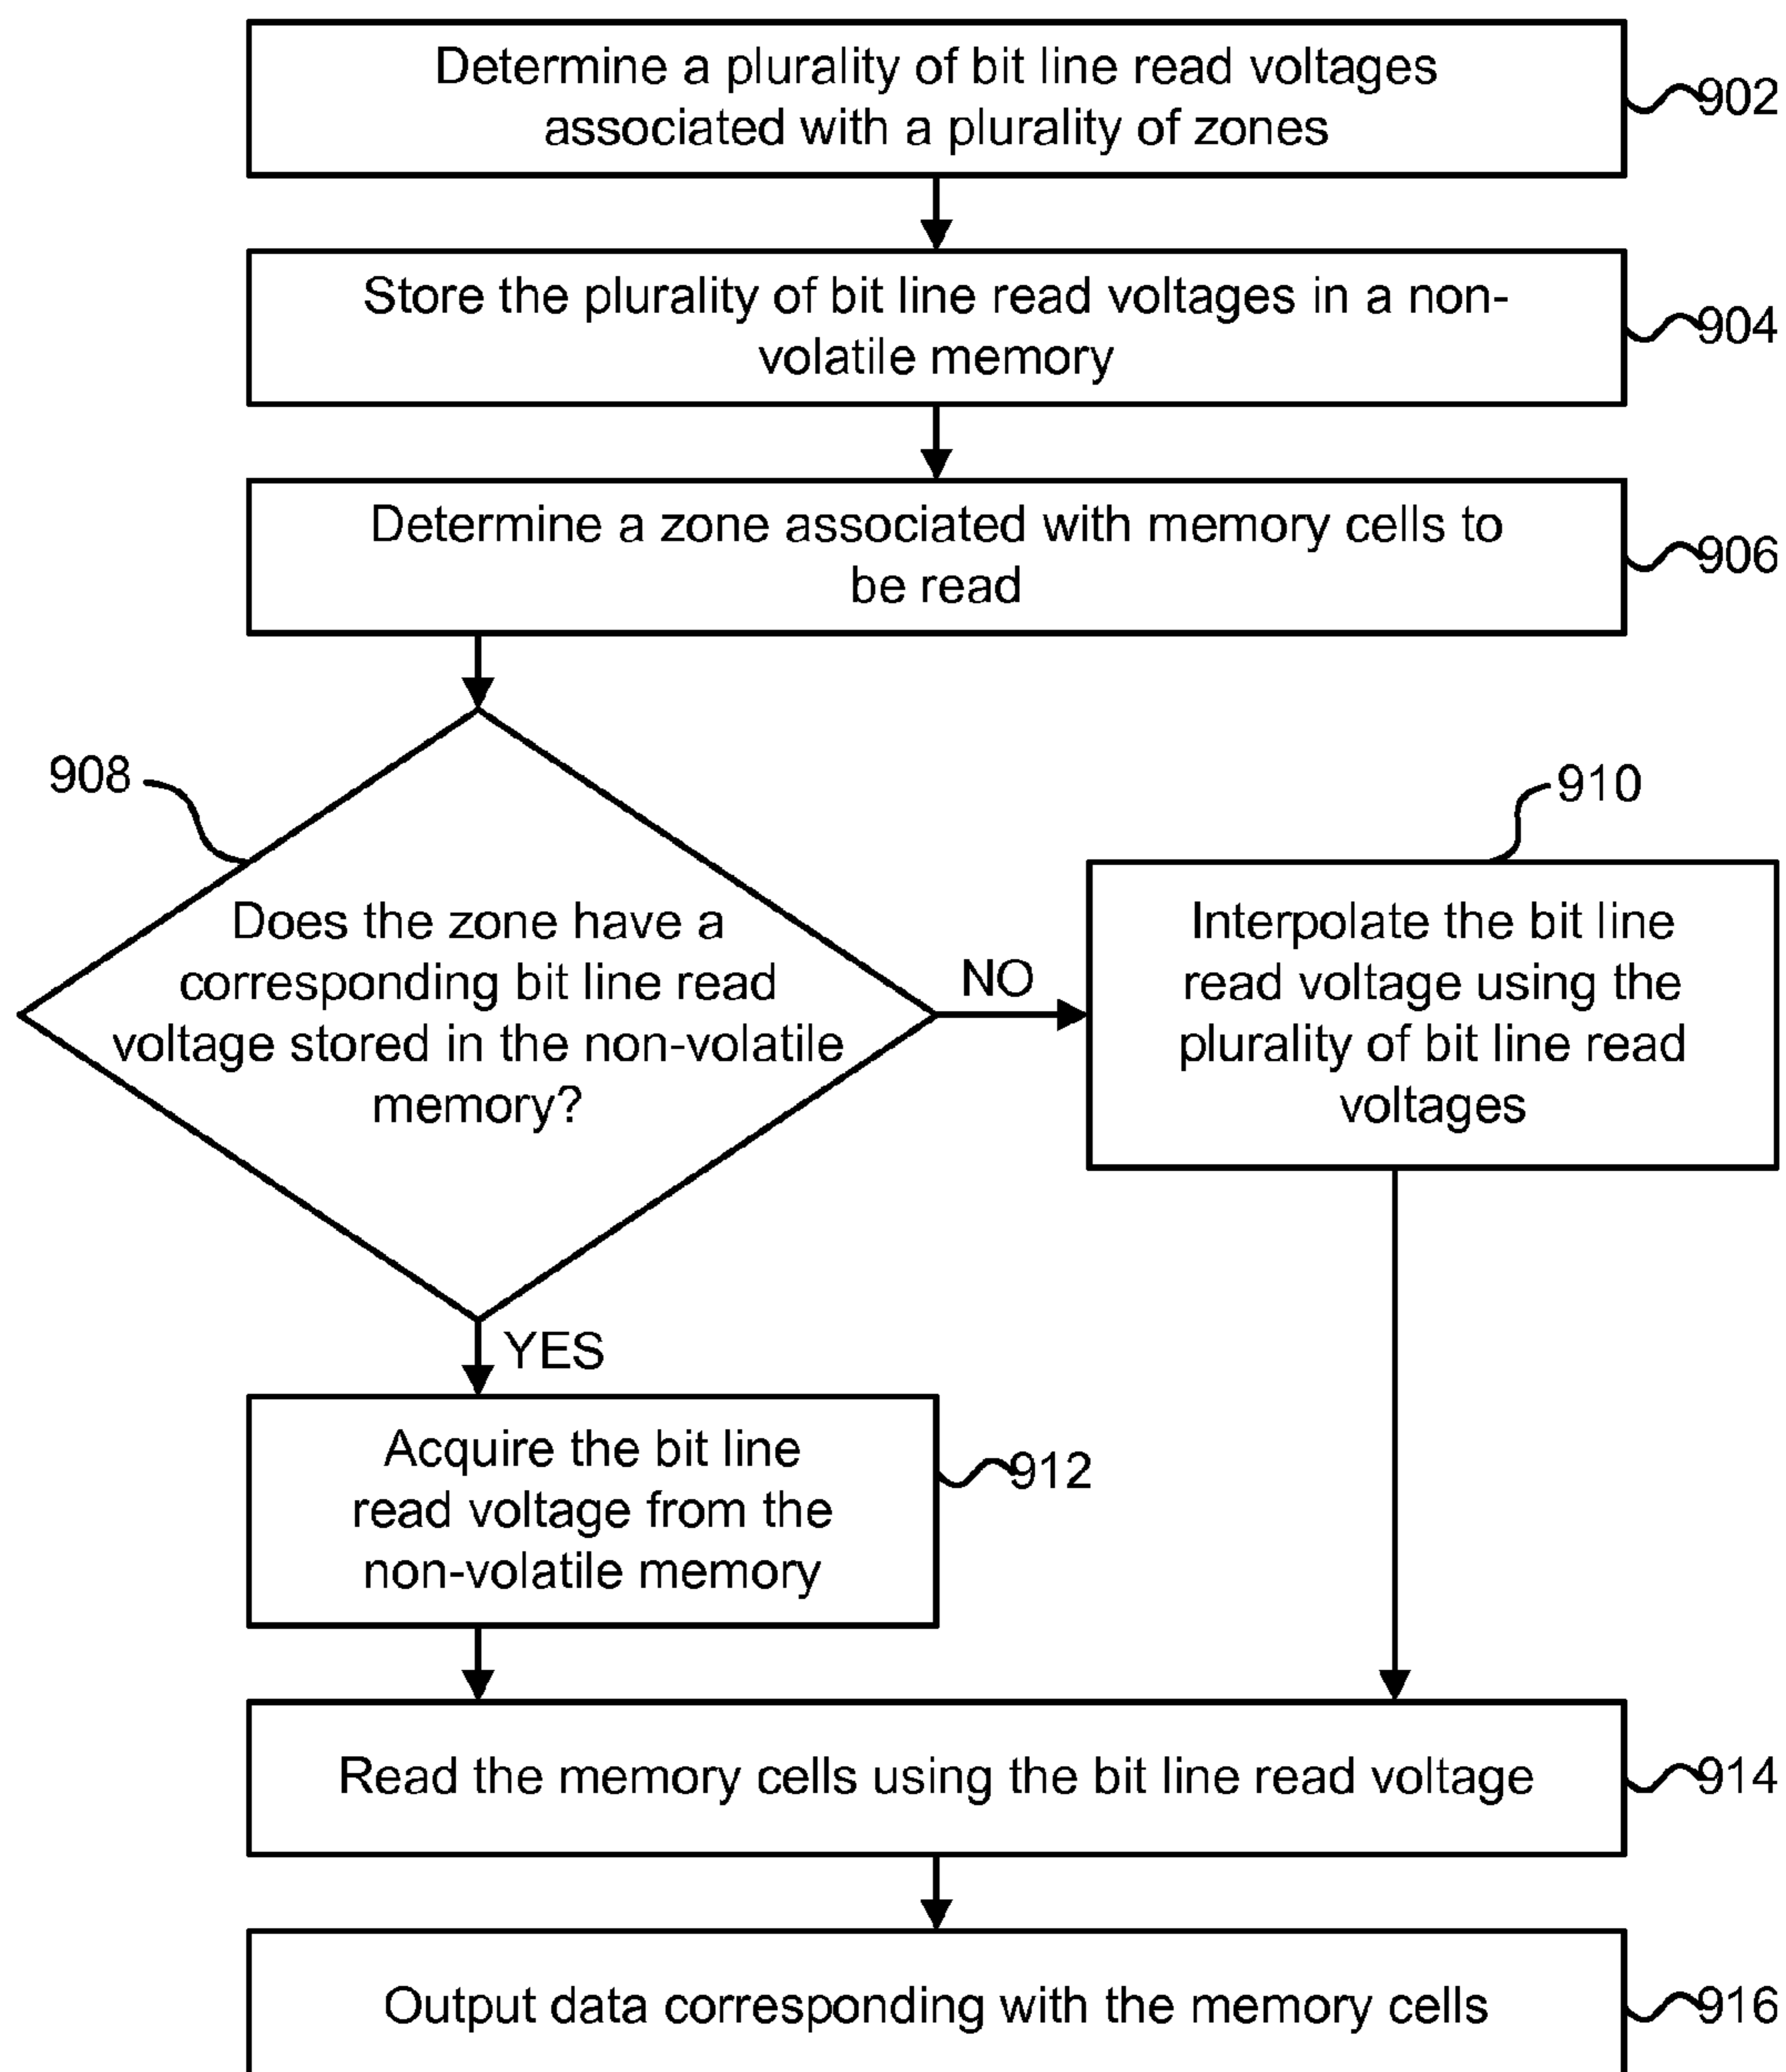 Determine a plurality of bit line read voltages
associated with a plurality of zones
902
Store the plurality of bit line read voltages in a non-
volatile memory
904
Determine a zone associated with memory cells to
be read
906
908
Does the zone have a
corresponding bit line read
voltage stored in the non-volatile
memory?
NO
910
Interpolate the bit line
read voltage using the
plurality of bit line read
voltages
YES
Acquire the bit line
read voltage from the
non-volatile memory
912
Read the memory cells using the bit line read voltage
914
Output data corresponding with the memory cells
916